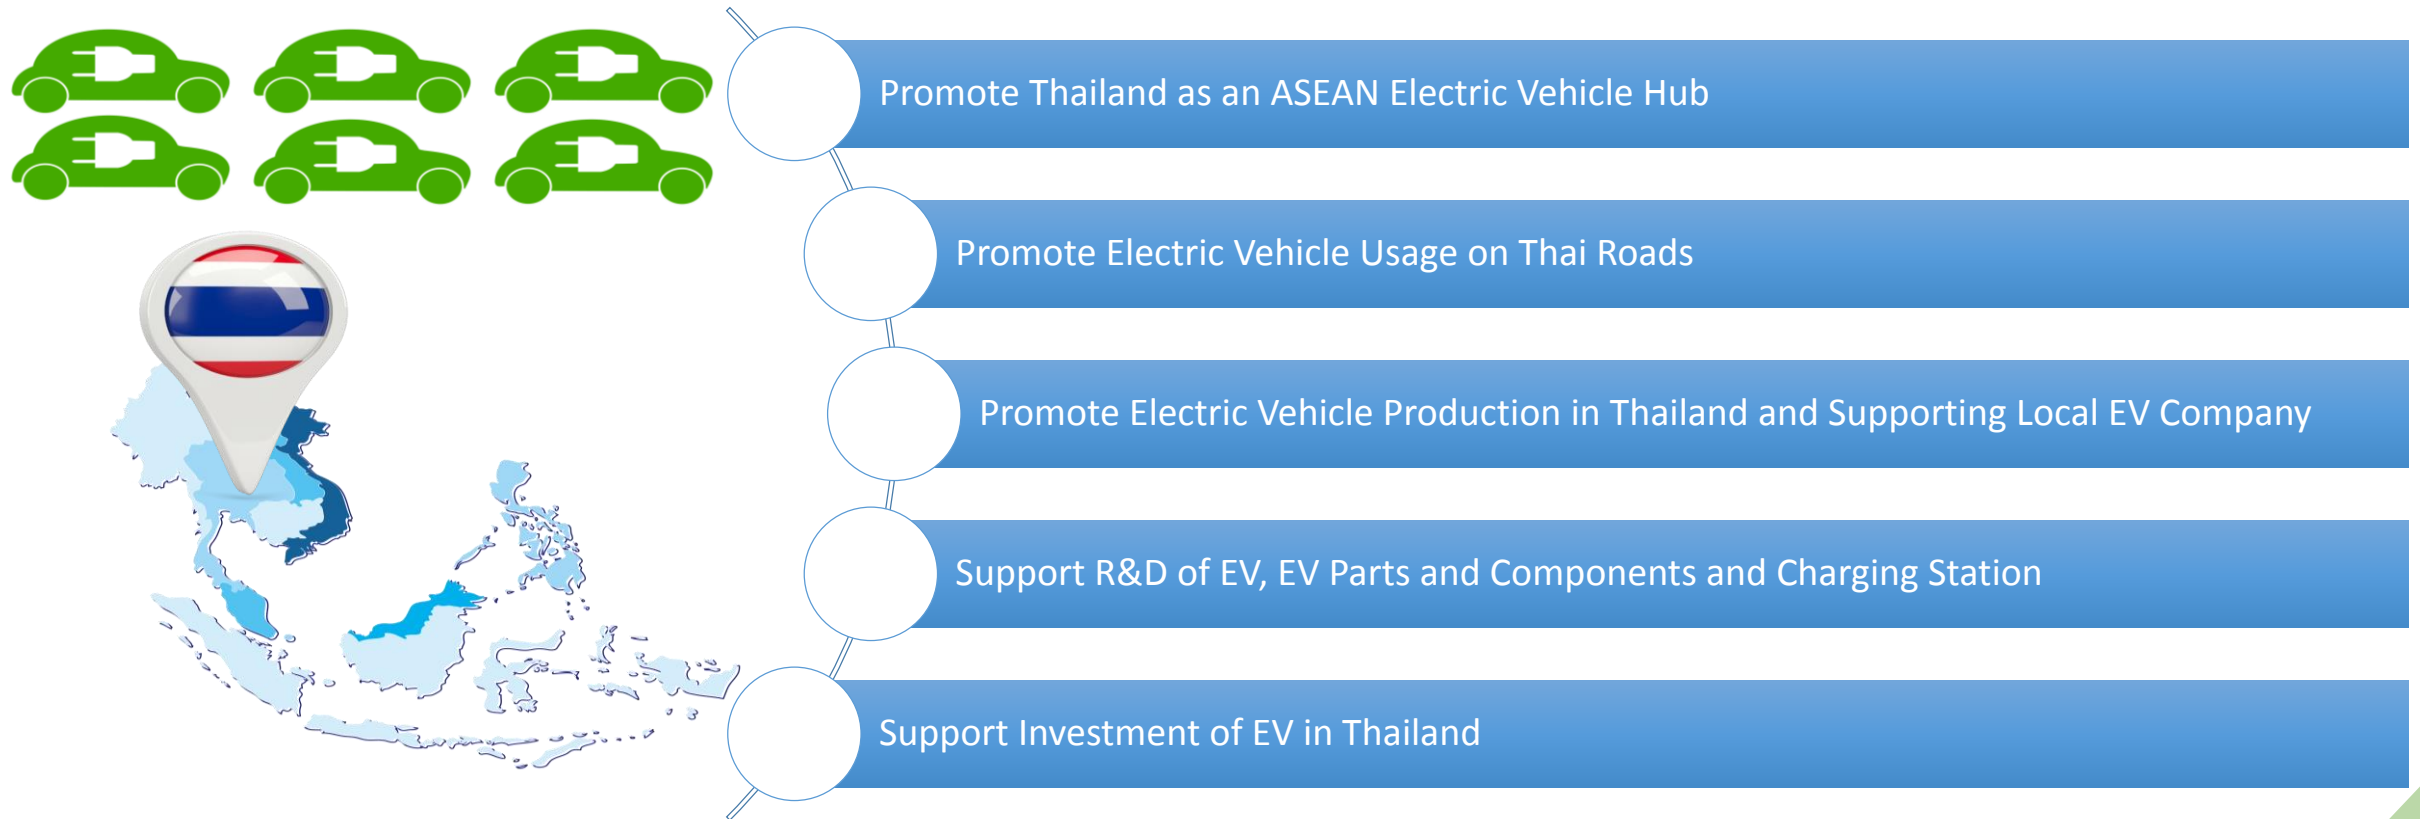 Promote Thailand as an ASEAN Electric Vehicle Hub
Promote Electric Vehicle Usage on Thai Roads
Promote Electric Vehicle Production in Thailand and Supporting Local EV Company
Support R&D of EV, EV Parts and Components and Charging Station
Support Investment of EV in Thailand